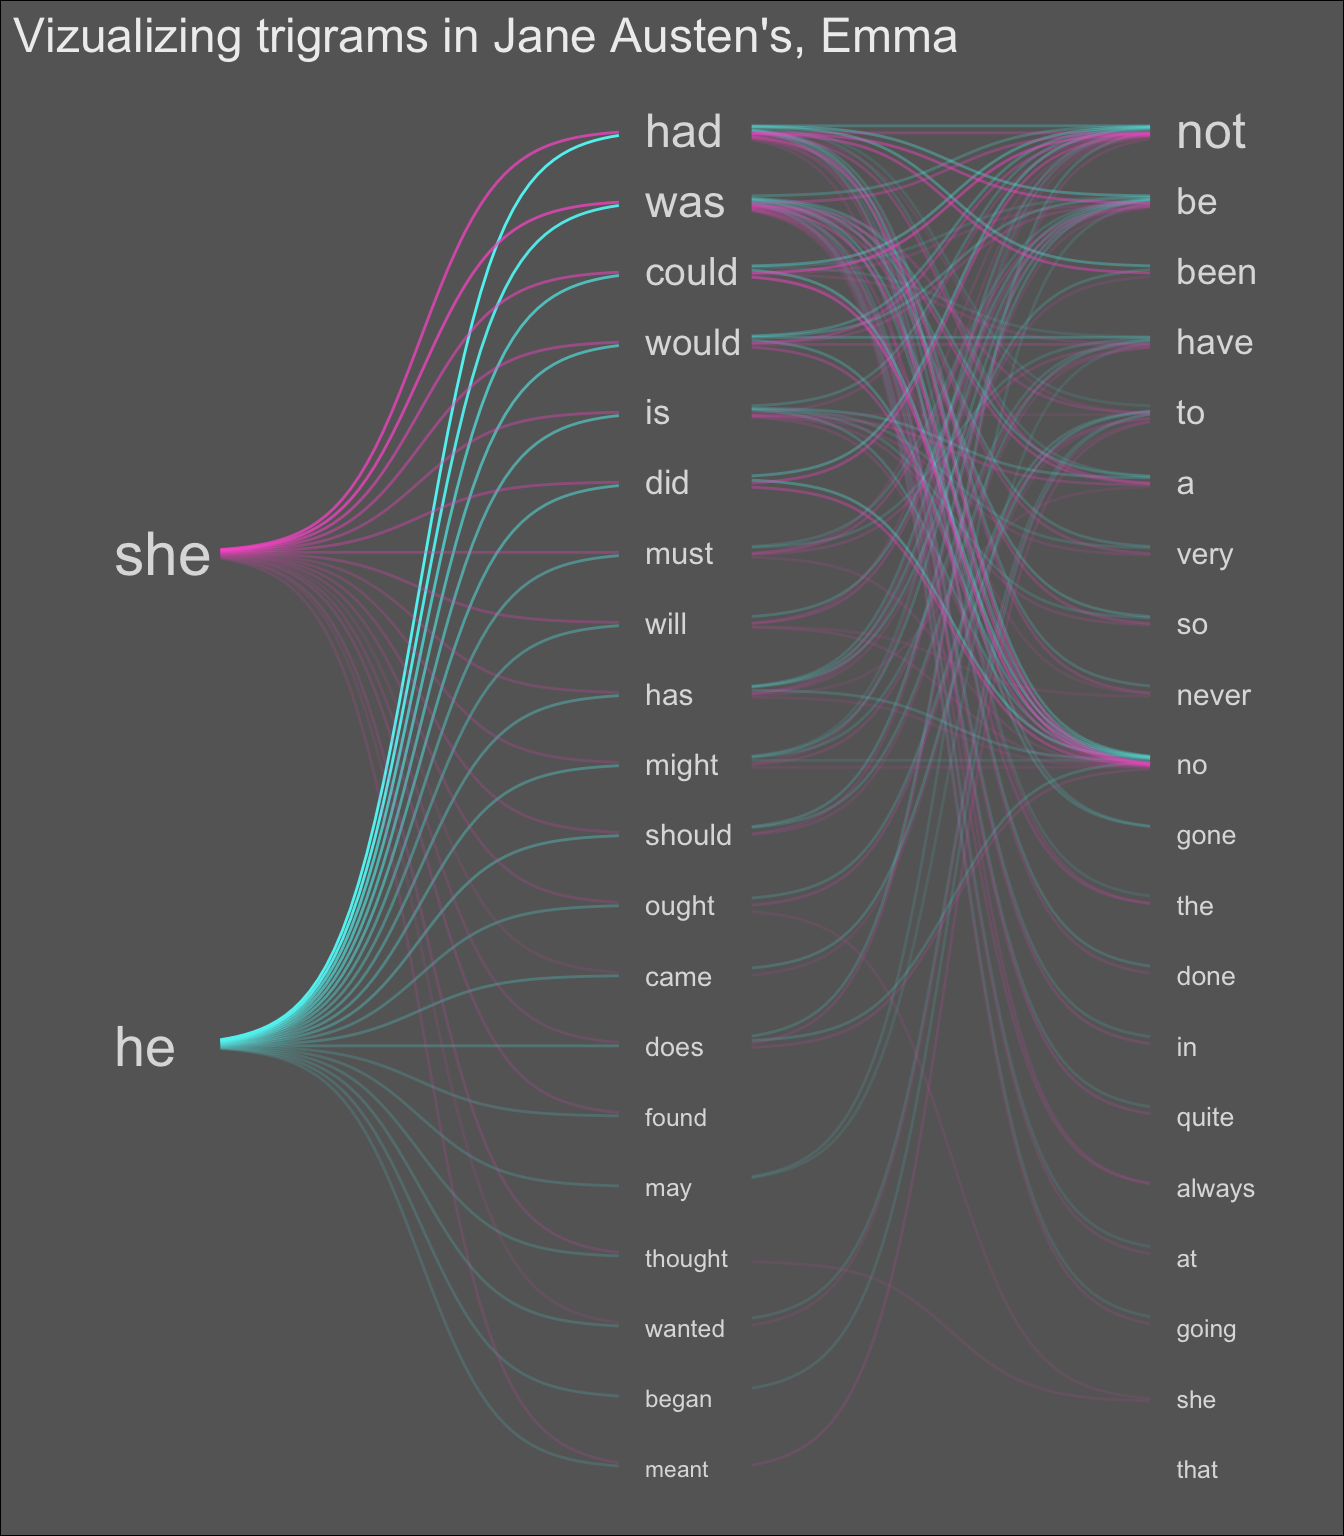 Vizualizing trigrams in Jane Austen's, Emma
she
he
had
was
could
would
is
did
must
will
has
might
should
ought
came
does
found
may
thought
wanted
began
meant
not
be
been
have
to
a
very
so
never
no
gone
the
done
in
quite
always
at
going
she
that